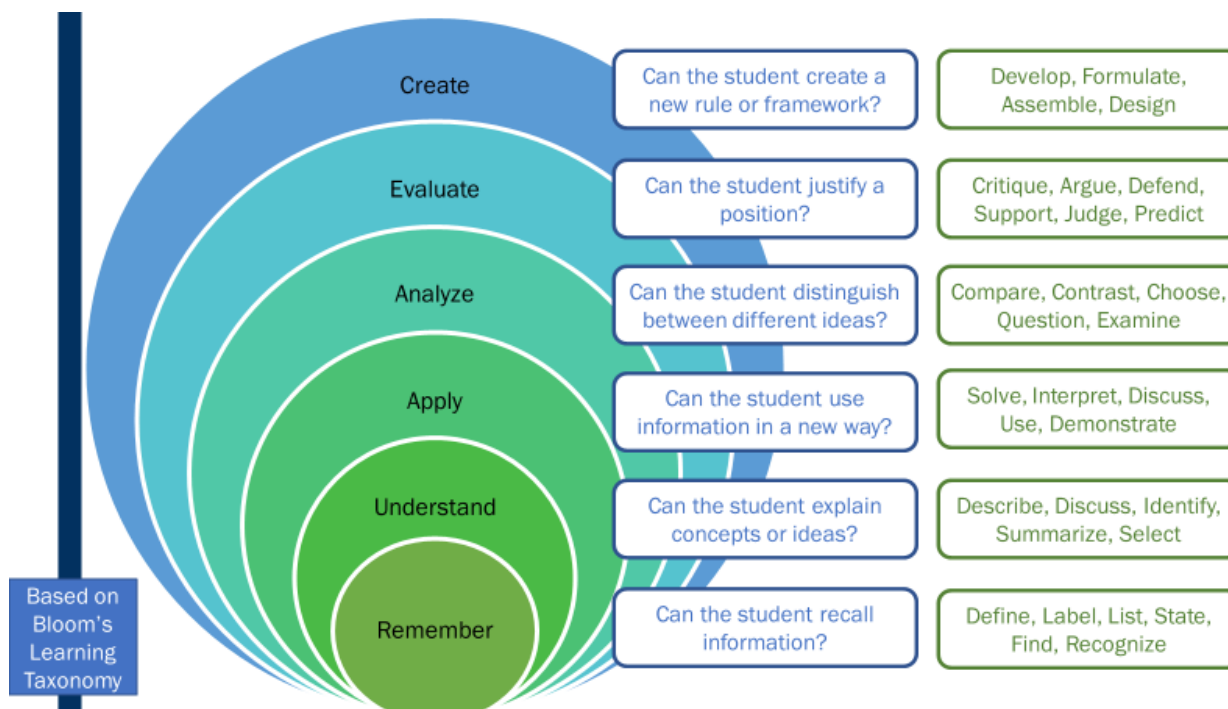 Create
Can the student create a
new rule or framework?
Develop, Formulate,
Assemble, Design
Evaluate
Can the student justify a
position?
Critique, Argue, Defend,
Support, Judge, Predict
Analyze
Can the student distinguish
between different ideas?
Compare, Contrast, Choose,
Question, Examine
Apply
Can the student use
information in a new way?
Solve, Interpret, Discuss,
Use, Demonstrate
Understand
Can the student explain
concepts or ideas?
Describe, Discuss, Identify,
Summarize, Select
Remember
Can the student recall
information?
Define, Label, List, State,
Find, Recognize
Based on
Bloom's
Learning
Taxonomy